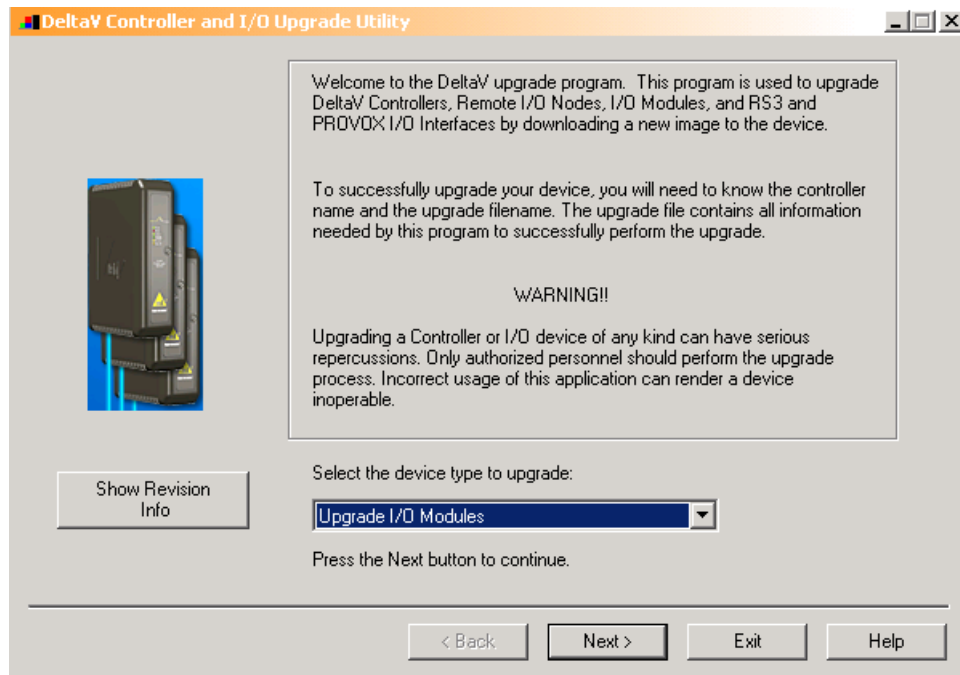 DeltaV Controller and I/O Upgrade Utility
Welcome to the DeltaV upgrade program. This program is used to upgrade
DeltaV Controllers, Remote I/O Nodes, I/O Modules, and RS3 and
PROVOX I/O Interfaces by downloading a new image to the device.
To successfully upgrade your device, you will need to know the controller
name and the upgrade filename. The upgrade file contains all information
needed by this program to successfully perform the upgrade.
WARNING!!
Upgrading a Controller or I/O device of any kind can have serious
repercussions. Only authorized personnel should perform the upgrade
process. Incorrect usage of this application can render a device
inoperable.
Show Revision
Info
Select the device type to upgrade:
Upgrade I/O Modules
Press the Next button to continue.
< Back
Next >
Exit
Help